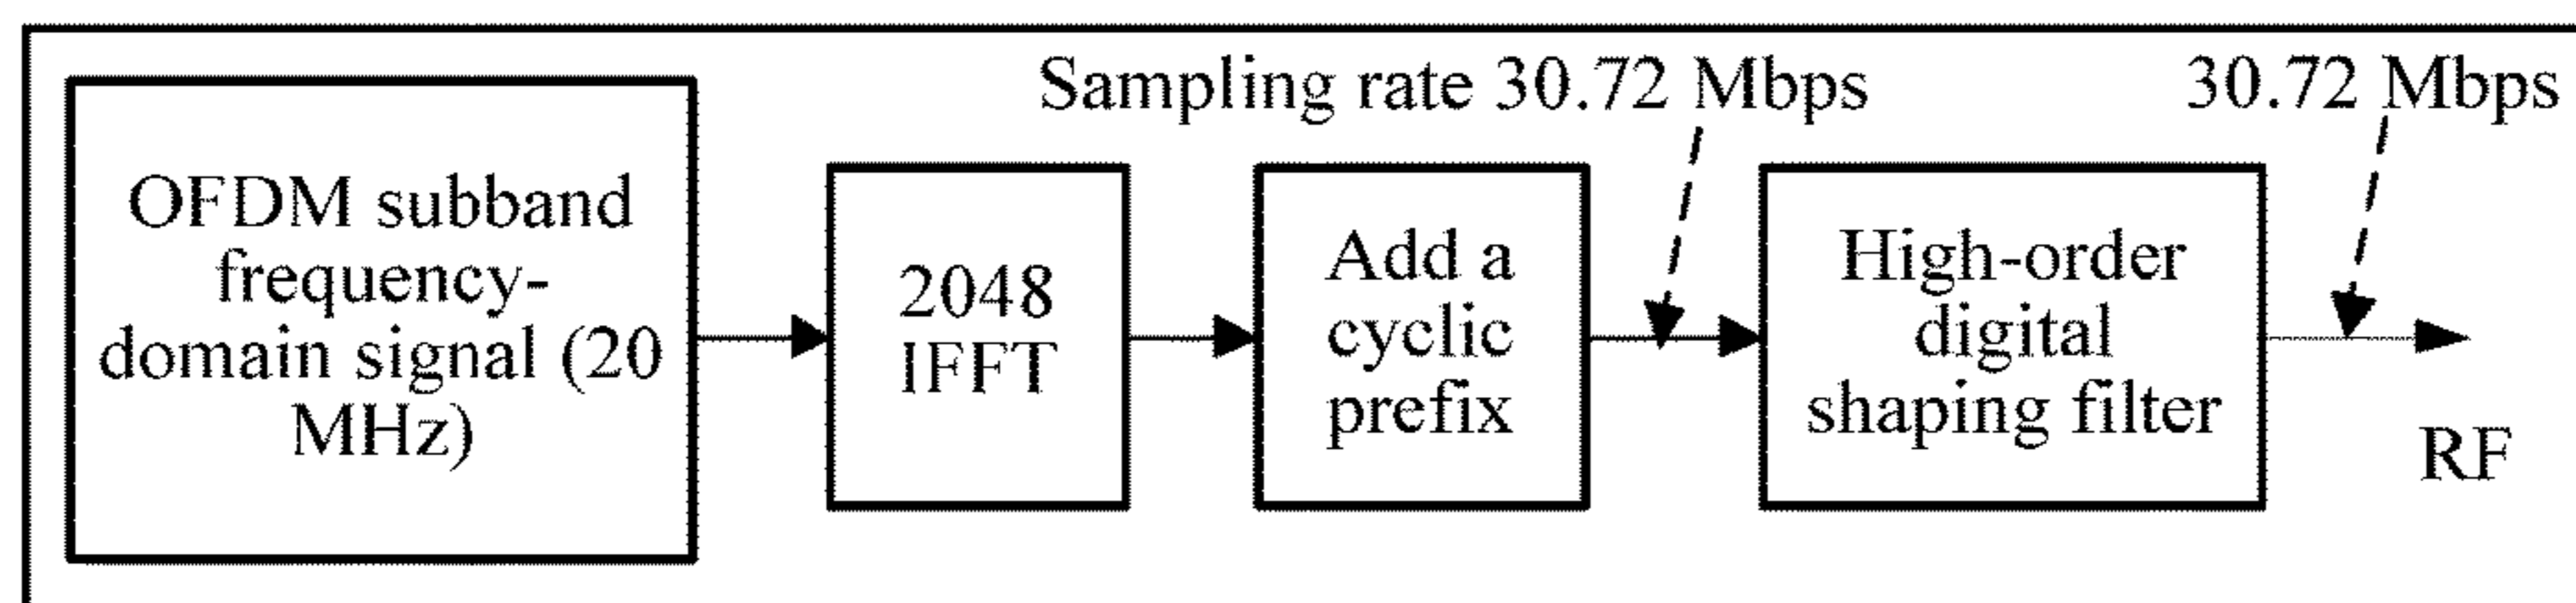 Sampling rate 30.72 Mbps
30.72 Mbps
OFDM subband
frequency-
domain signal (20
MHz)
2048
IFFT
Add a
cyclic
prefix
High-order
digital
shaping filter
RF